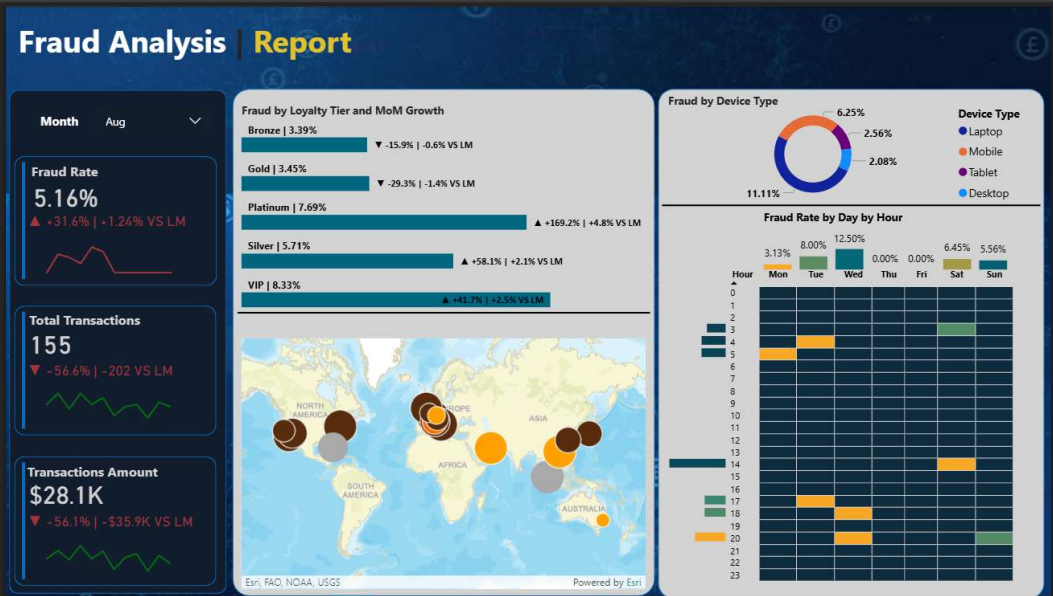 Fraud Analysis | Report
Month Aug
Fraud Rate
5.16%
▲ +31.6% | +1.24% VS LM
Total Transactions
155
▼ -56.6% | -202 VS LM
Transactions Amount
$28.1K
▼ -56.1% | -$35.9K VS LM
Fraud by Loyalty Tier and MoM Growth
Bronze | 3.39%
▼ -15.9% | -0.6% VS LM
Gold | 3.45%
▼ -29.3% | -1.4% VS LM
Platinum | 7.69%
▲ +169.2% | +4.8% VS LM
Silver | 5.71%
▲ +58.1% | +2.1% VS LM
VIP | 8.33%
▲ +41.7% | +2.5% VS LM
NORTH
AMERICA
ROPE
ASIA
AFRICA
SOUTH
AMERICA
AUSTRALIA
Esri, FAO, NOAA, USGS
Powered by Esri
Fraud by Device Type
6.25%
2.56%
2.08%
11.11%
Device Type
Laptop
Mobile
Tablet
Desktop
Fraud Rate by Day by Hour
3.13% 8.00% 12.50% 0.00% 0.00% 6.45% 5.56%
Hour Mon Tue Wed Thu Fri Sat Sun
0
1
2
3
4
5
6
7
8
9
10
11
12
13
14
15
16
17
18
19
20
21
22
23